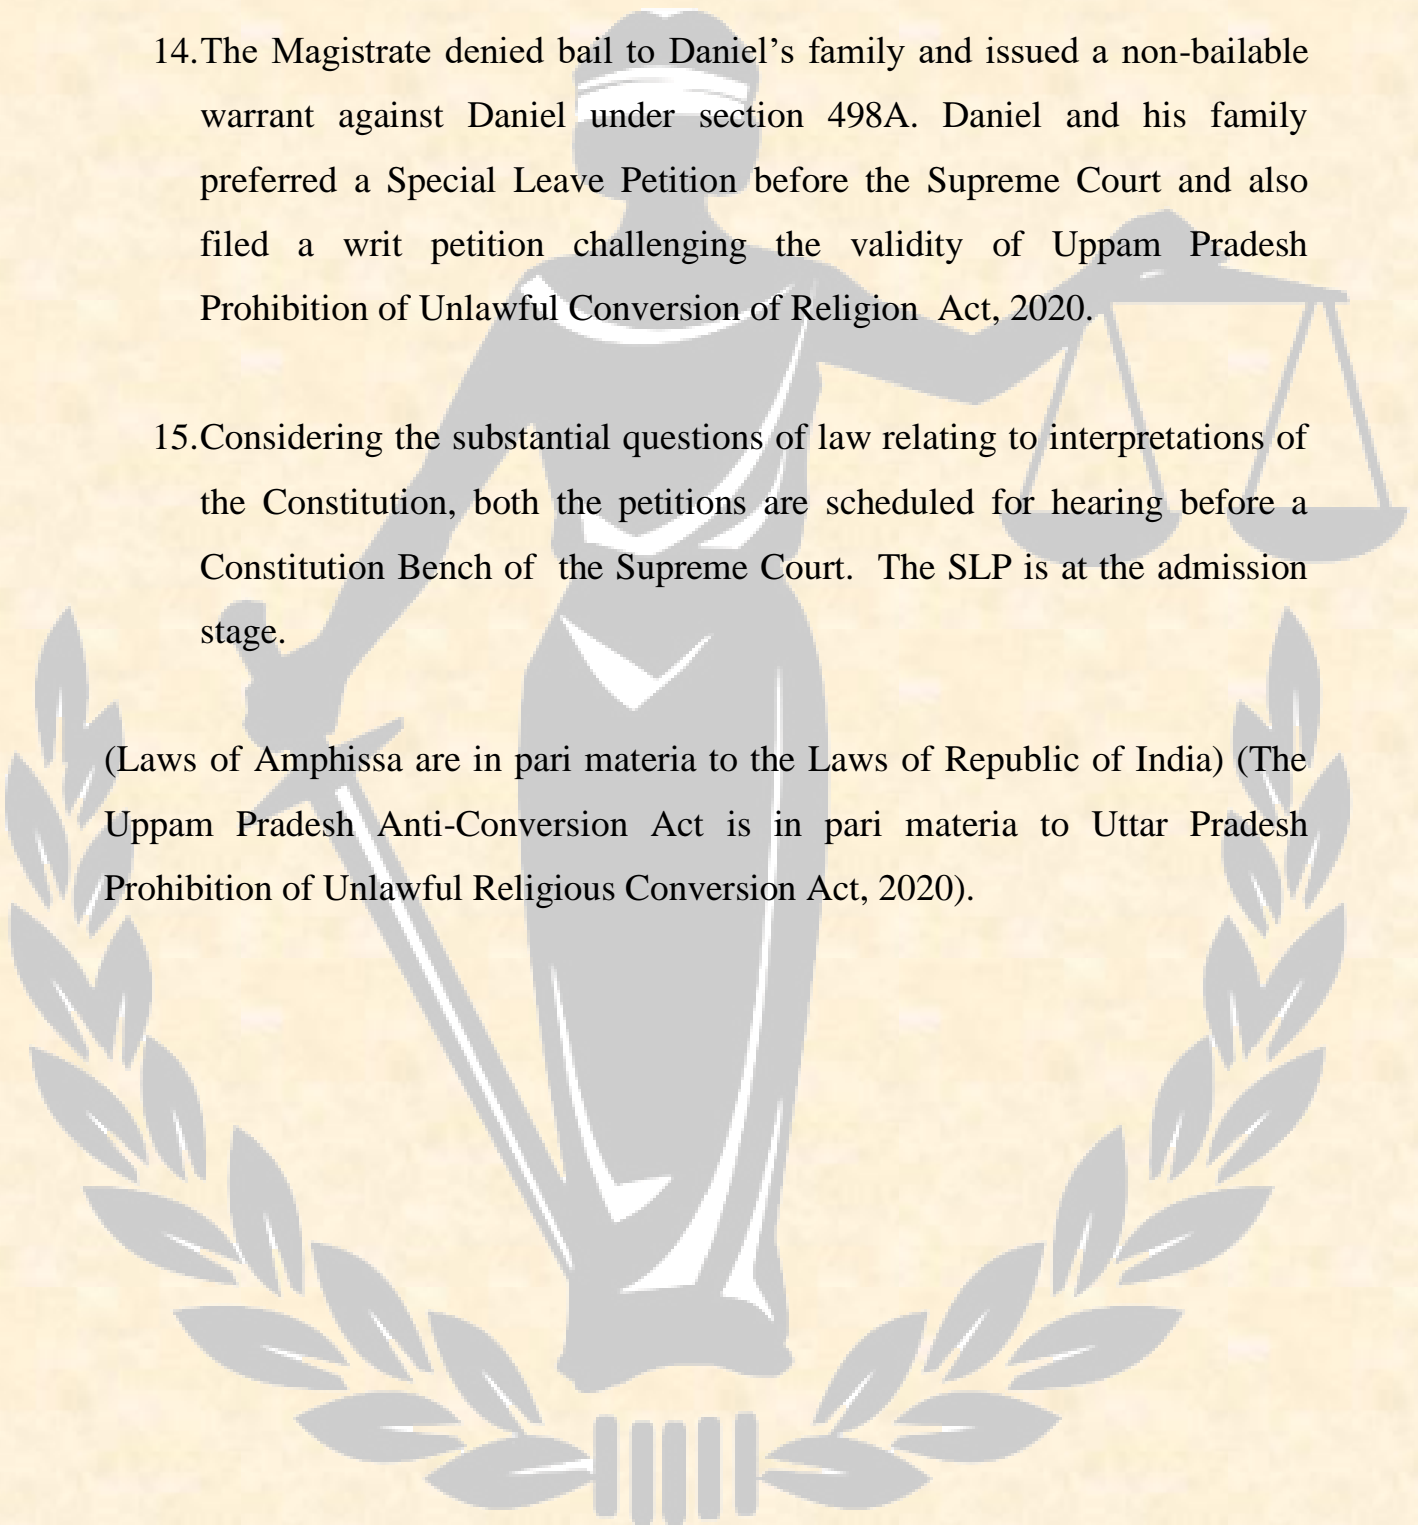 14.The Magistrate denied bail to Daniel’s family and issued a non-bailable
warrant against Daniel under section 498A. Daniel and his family
preferred a Special Leave Petition before the Supreme Court and also
filed a writ petition challenging the validity of Uppam Pradesh
Prohibition of Unlawful Conversion of Religion Act, 2020.
15.Considering the substantial questions of law relating to interpretations of
the Constitution, both the petitions are scheduled for hearing before a
Constitution Bench of the Supreme Court. The SLP is at the admission
stage.
(Laws of Amphissa are in pari materia to the Laws of Republic of India) (The
Uppam Pradesh Anti-Conversion Act is in pari materia to Uttar Pradesh
Prohibition of Unlawful Religious Conversion Act, 2020).